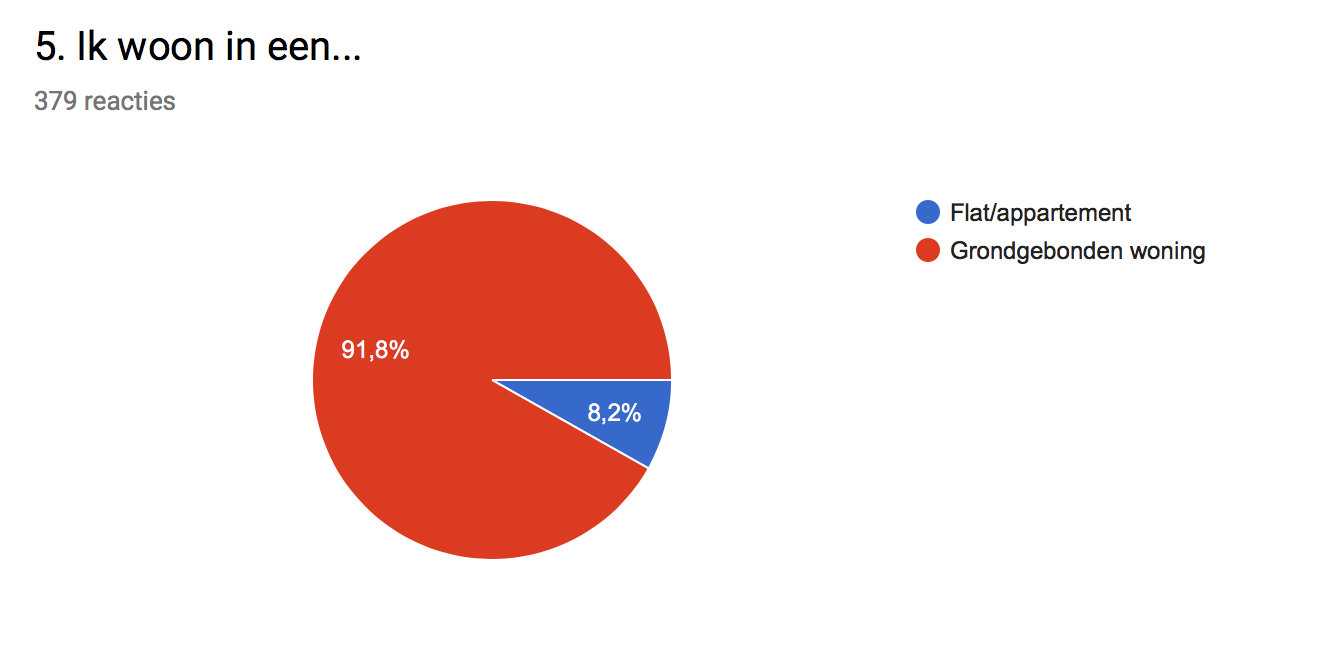 5. Ik woon in een...
379 reacties
Flat/appartement
Grondgebonden woning
91,8%
8,2%